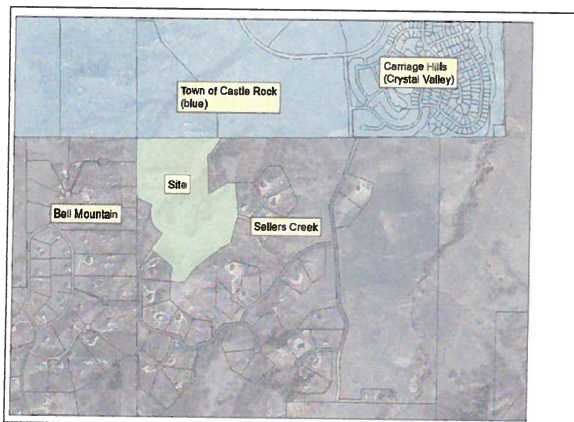 Carriage Hills
(Crystal Valley)
Town of Castle Rock
(blue)
Site
Bell Mountain
Sellers Creek